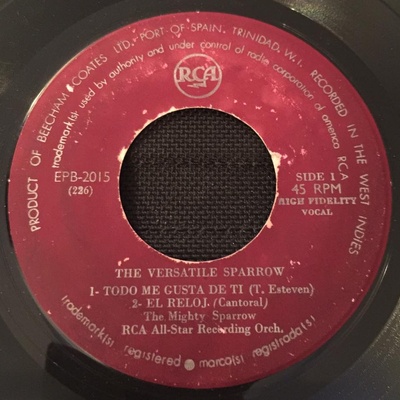 PRODUCT OF BEECHAM COATES LTD. PORT-OF-SPAIN, TRINIDAD, W.I. RECORDED IN THE WEST INDIES
trademark(s) used by authority and under control of radio corporation of america RCA
RCA
EPB-2015
(226)
SIDE 1
45 RPM
HIGH FIDELITY
VOCAL
THE VERSATILE SPARROW
1- TODO ME GUSTA DE TI (T. Esteven)
2- EL RELOJ. (Cantoral)
The Mighty Sparrow
RCA All-Star Recording Orch.
trademark(s) registered • marca(s) registrada(s)